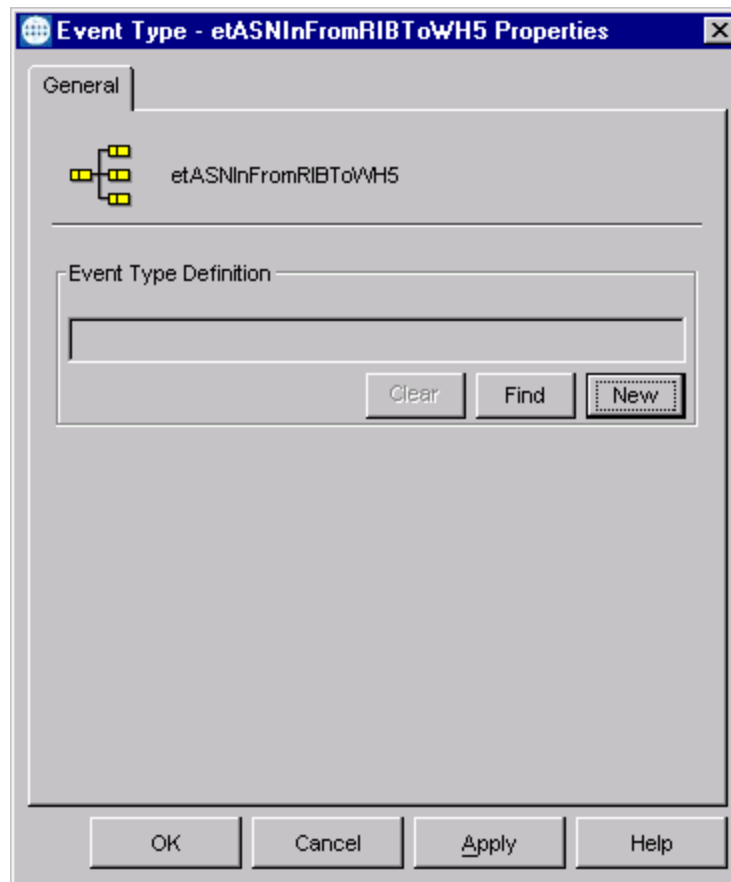 Event Type - etASNInFromRIBToWH5 Properties
General
etASNInFromRIBToWH5
Event Type Definition
Clear Find New
OK Cancel Apply Help